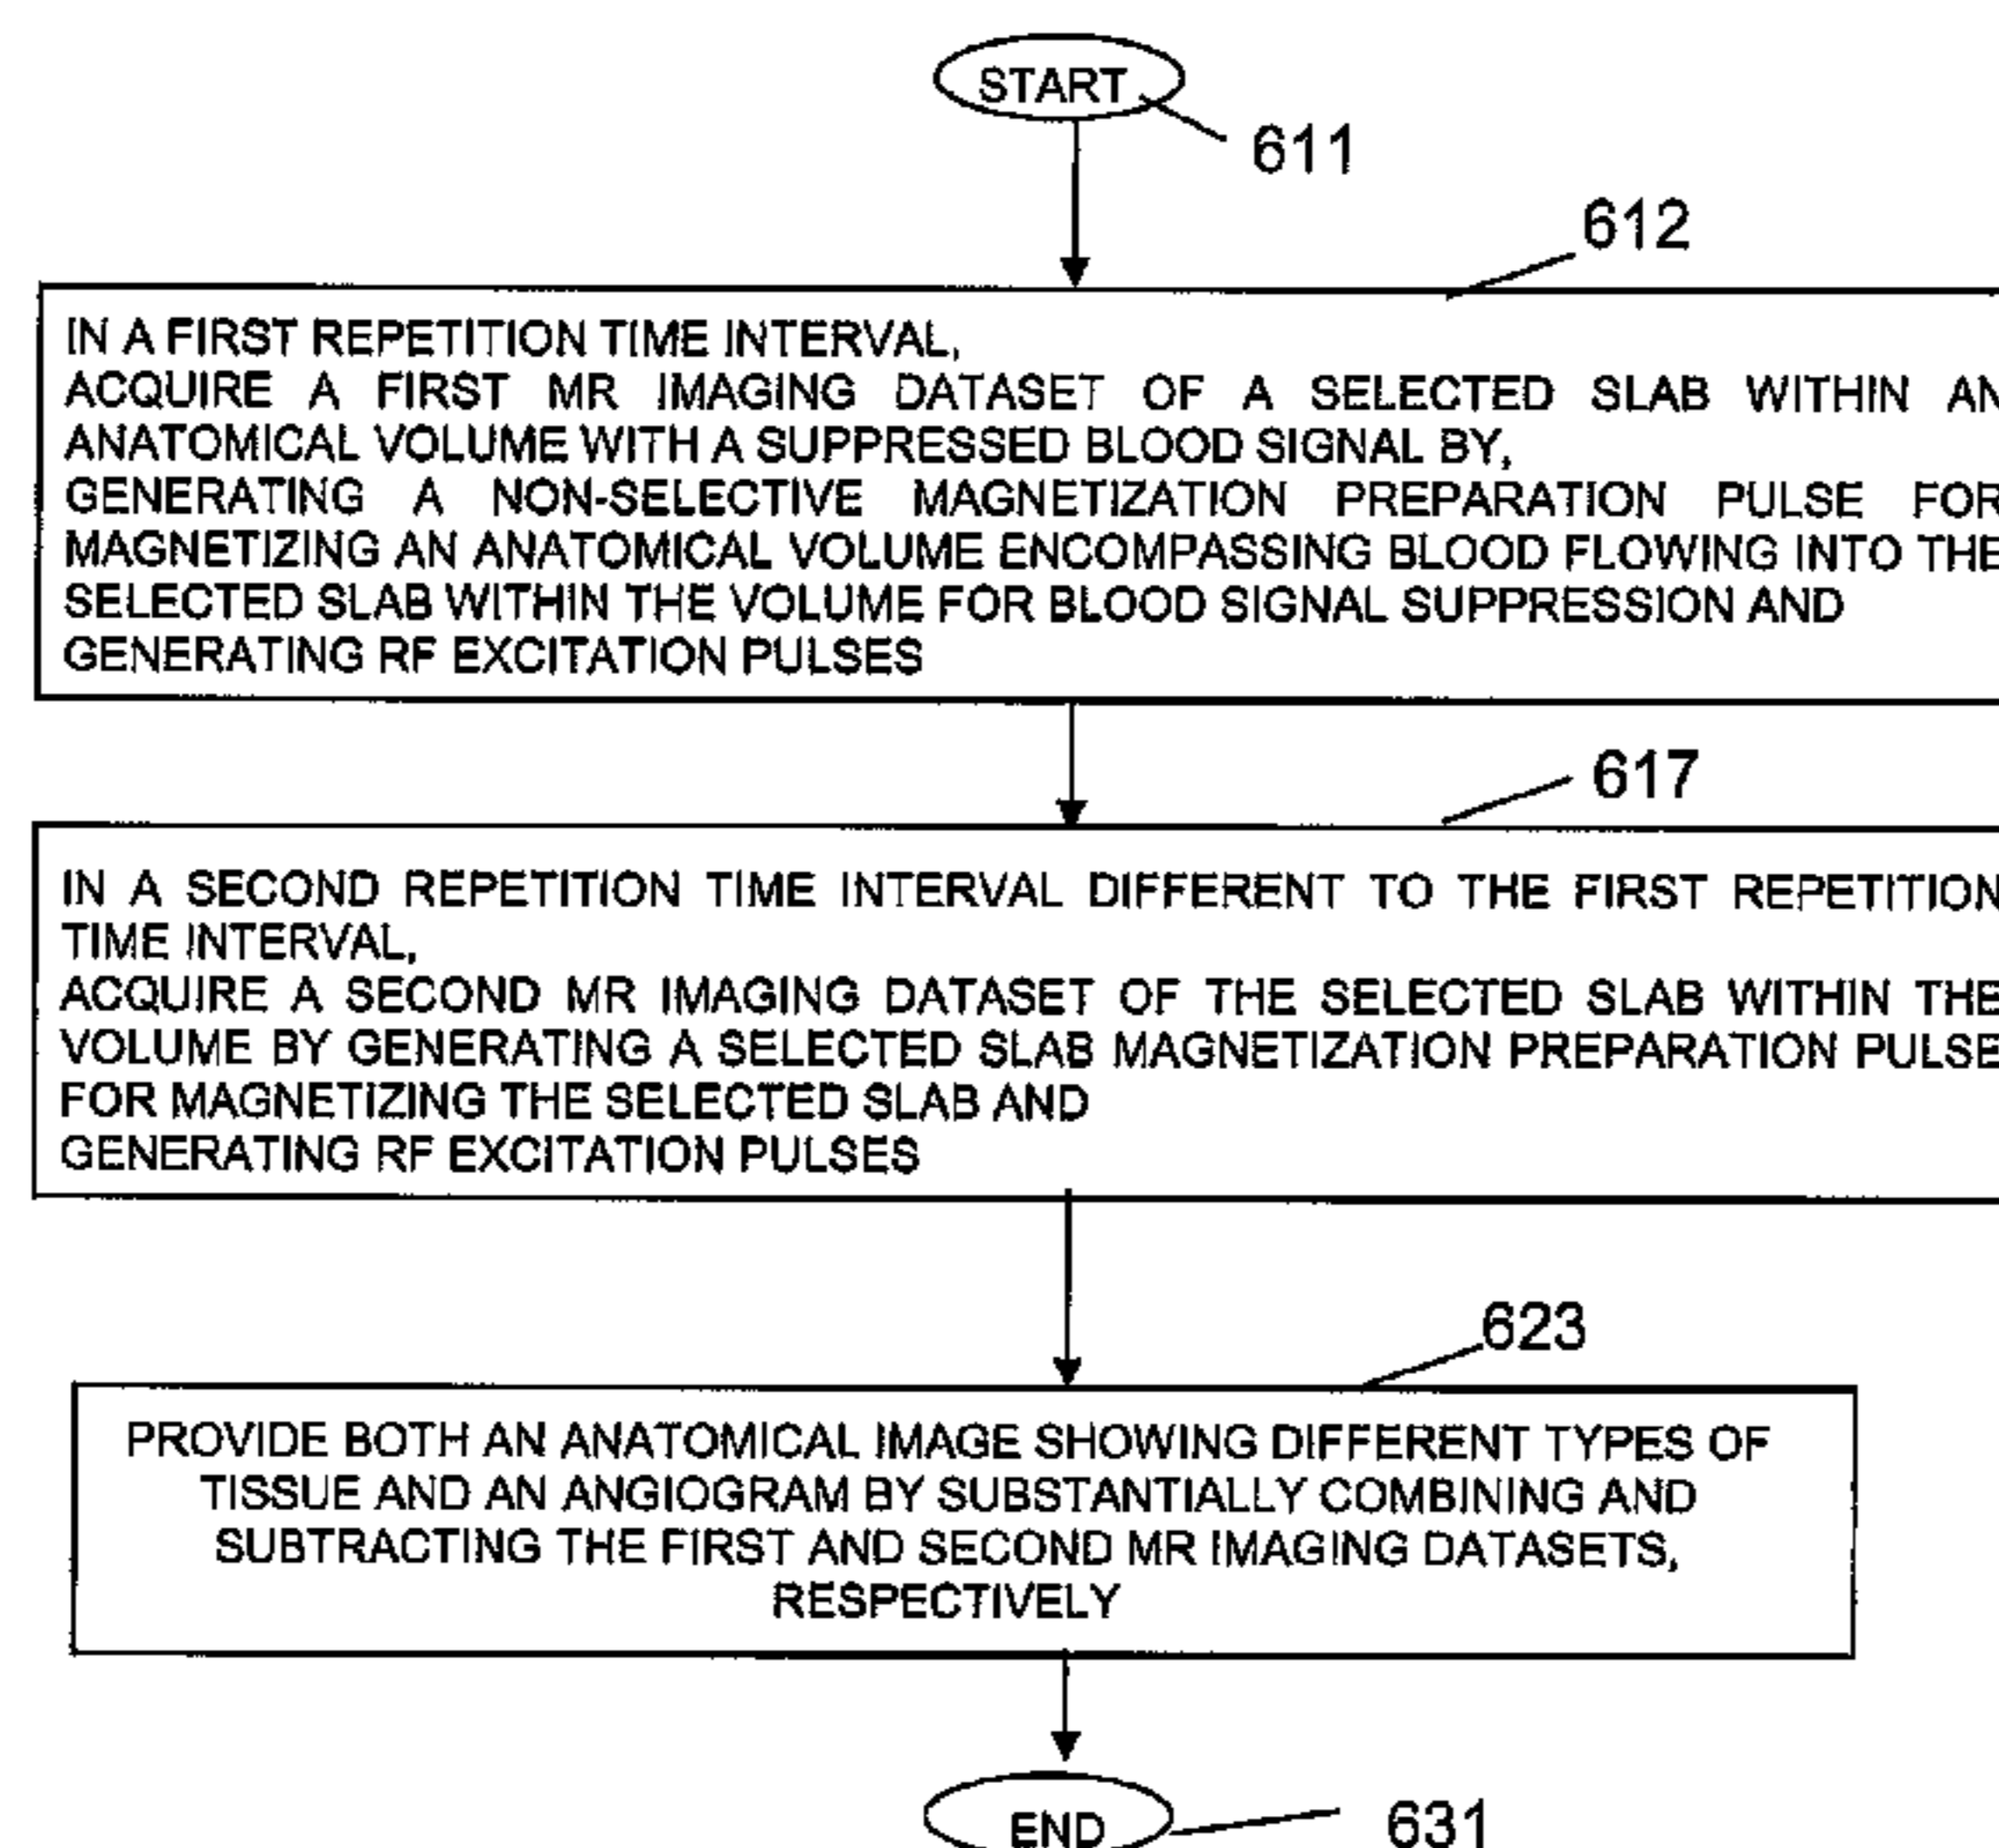 START
611
612
IN A FIRST REPETITION TIME INTERVAL,
ACQUIRE A FIRST MR IMAGING DATASET OF A SELECTED SLAB WITHIN AN
ANATOMICAL VOLUME WITH A SUPPRESSED BLOOD SIGNAL BY,
GENERATING A NON-SELECTIVE MAGNETIZATION PREPARATION PULSE FOR
MAGNETIZING AN ANATOMICAL VOLUME ENCOMPASSING BLOOD FLOWING INTO THE
SELECTED SLAB WITHIN THE VOLUME FOR BLOOD SIGNAL SUPPRESSION AND
GENERATING RF EXCITATION PULSES
617
IN A SECOND REPETITION TIME INTERVAL DIFFERENT TO THE FIRST REPETITION
TIME INTERVAL,
ACQUIRE A SECOND MR IMAGING DATASET OF THE SELECTED SLAB WITHIN THE
VOLUME BY GENERATING A SELECTED SLAB MAGNETIZATION PREPARATION PULSE
FOR MAGNETIZING THE SELECTED SLAB AND
GENERATING RF EXCITATION PULSES
623
PROVIDE BOTH AN ANATOMICAL IMAGE SHOWING DIFFERENT TYPES OF
TISSUE AND AN ANGIOGRAM BY SUBSTANTIALLY COMBINING AND
SUBTRACTING THE FIRST AND SECOND MR IMAGING DATASETS,
RESPECTIVELY
END
631